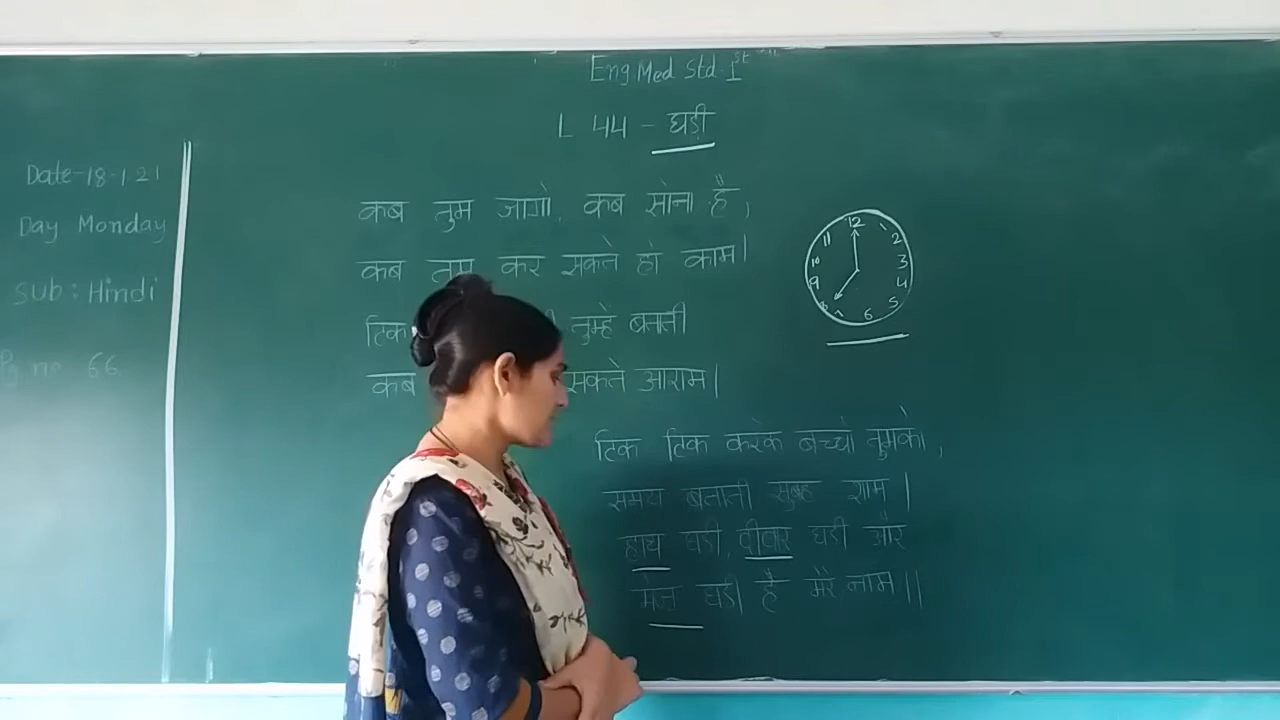 Eng Med Std 1st
L 44 - घड़ी
Date-18-1-21
Day Monday
Sub: Hindi
Pg no 66
कब तुम जागो, कब सोना है,
कब तुम कर सकते हो काम।
टिक तुम्हे बताती
कब सकते आराम।
टिक टिक करके बच्चो तुमको,
समय बताती सुबह शाम।
हाथ घडी, दीवार घडी और
मेज घडी है मेरे नाम॥
12
2
3
4
5
6
8
9
10
11